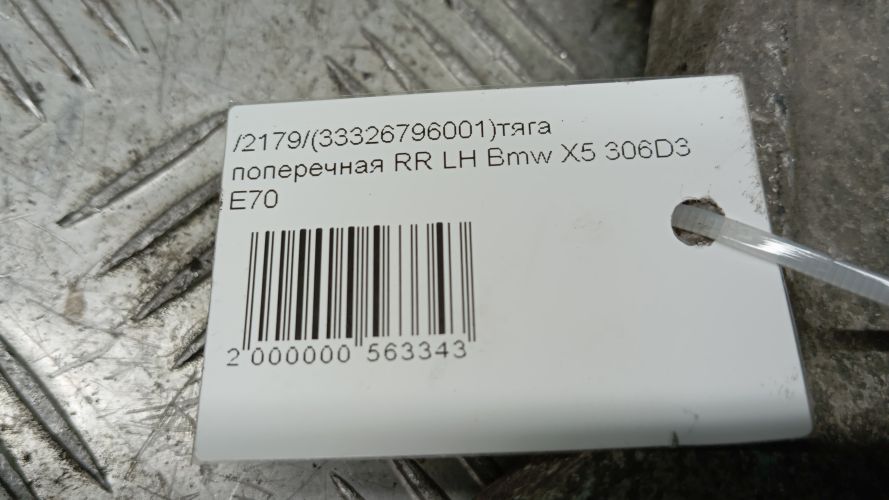 /2179/(33326796001)тяга
поперечная RR LH Bmw X5 306D3
E70
2 000000 563343